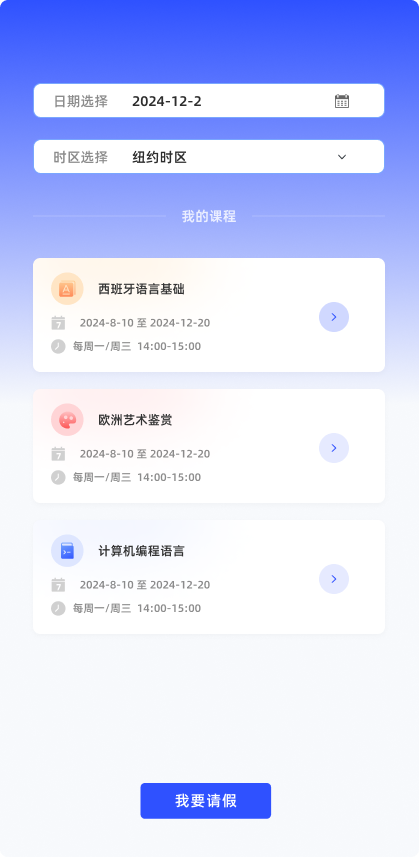 日期选择 2024-12-2
时区选择 纽约时区
我的课程
西班牙语言基础
7 2024-8-10 至 2024-12-20
每周一/周三 14:00-15:00
欧洲艺术鉴赏
7 2024-8-10 至 2024-12-20
每周一/周三 14:00-15:00
计算机编程语言
7 2024-8-10 至 2024-12-20
每周一/周三 14:00-15:00
我要请假